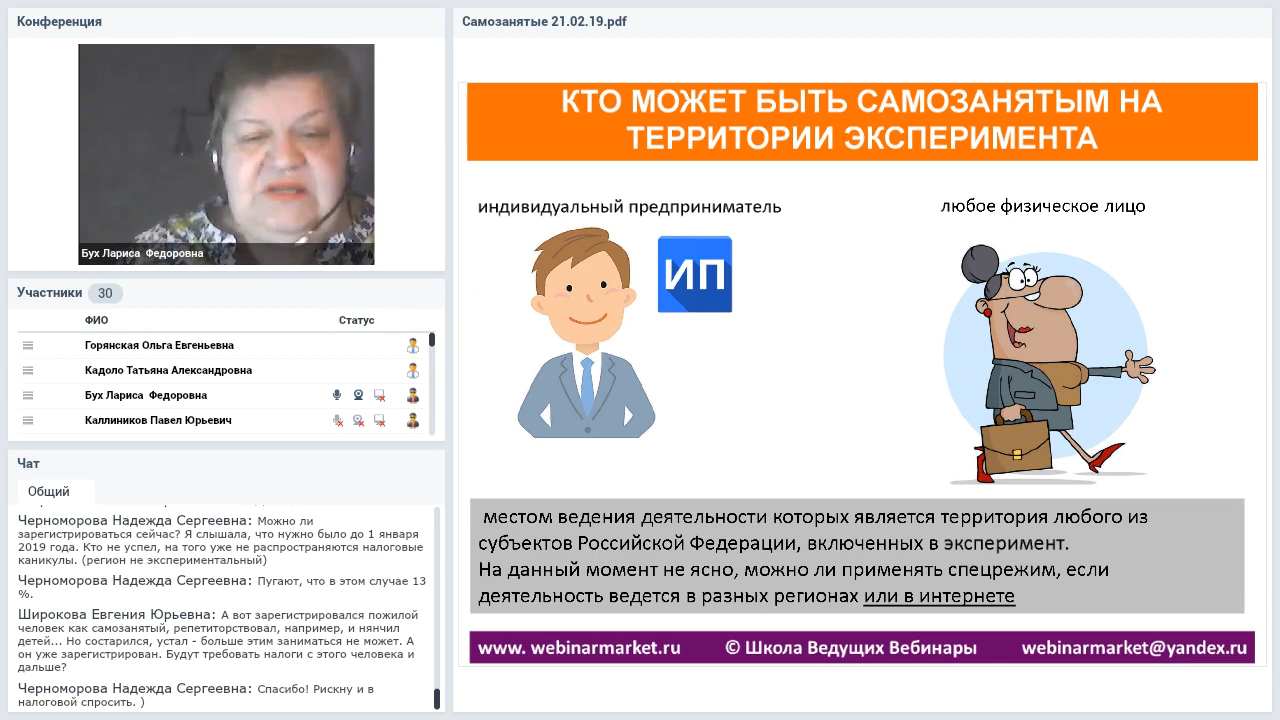 Конференция
Бух Лариса  Федоровна
Участники 30
ФИО Статус
Горянская Ольга Евгеньевна
Кадоло Татьяна Александровна
Бух Лариса  Федоровна
Каллиников Павел Юрьевич
Чат
Общий
Черноморова Надежда Сергеевна: Можно ли
зарегистрироваться сейчас? Я слышала, что нужно было до 1 января
2019 года. Кто не успел, на того уже не распространяются налоговые
каникулы. (регион не экспериментальный)
Черноморова Надежда Сергеевна: Пугают, что в этом случае 13
%.
Широкова Евгения Юрьевна: А вот зарегистрировался пожилой
человек как самозанятый, репетиторствовал, например, и нянчил
детей... Но состарился, устал - больше этим заниматься не может. А
он уже зарегистрирован. Будут требовать налоги с этого человека и
дальше?
Черноморова Надежда Сергеевна: Спасибо! Рискну и в
налоговой спросить. )
Самозанятые 21.02.19.pdf
КТО МОЖЕТ БЫТЬ САМОЗАНЯТЫМ НА
ТЕРРИТОРИИ ЭКСПЕРИМЕНТА
индивидуальный предприниматель
ИП
любое физическое лицо
местом ведения деятельности которых является территория любого из
субъектов Российской Федерации, включенных в эксперимент.
На данный момент не ясно, можно ли применять спецрежим, если
деятельность ведется в разных регионах или в интернете
www. webinarmarket.ru © Школа Ведущих Вебинары webinarmarket@yandex.ru